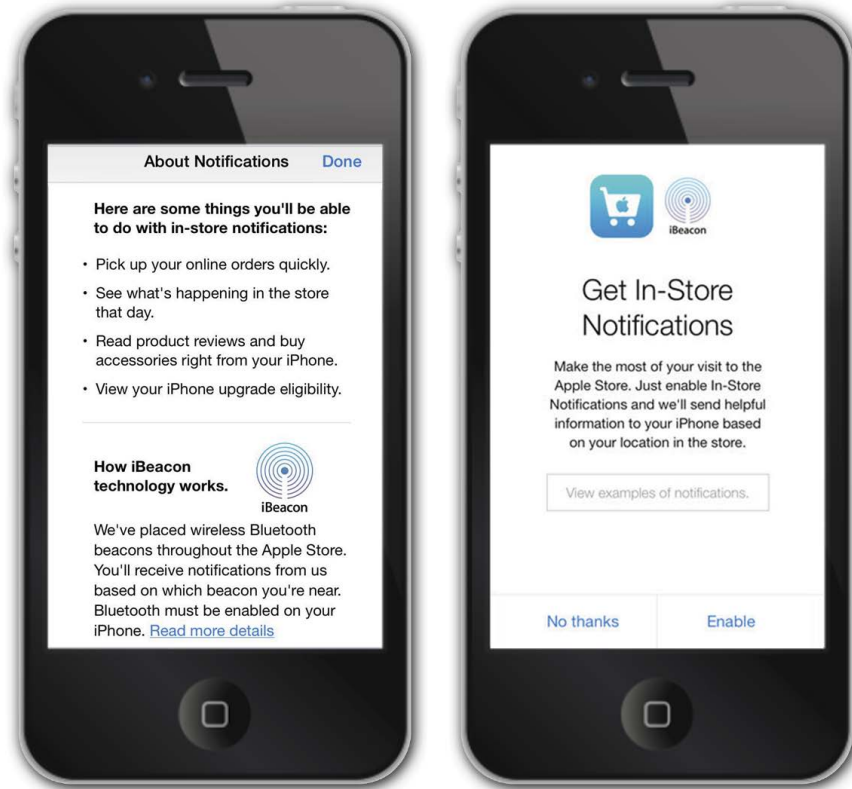 About Notifications Done
Here are some things you'll be able
to do with in-store notifications:
• Pick up your online orders quickly.
• See what's happening in the store
that day.
• Read product reviews and buy
accessories right from your iPhone.
• View your iPhone upgrade eligibility.
How iBeacon
technology works.
iBeacon
We've placed wireless Bluetooth
beacons throughout the Apple Store.
You'll receive notifications from us
based on which beacon you're near.
Bluetooth must be enabled on your
iPhone. Read more details
iBeacon
Get In-Store
Notifications
Make the most of your visit to the
Apple Store. Just enable In-Store
Notifications and we'll send helpful
information to your iPhone based
on your location in the store.
View examples of notifications.
No thanks Enable